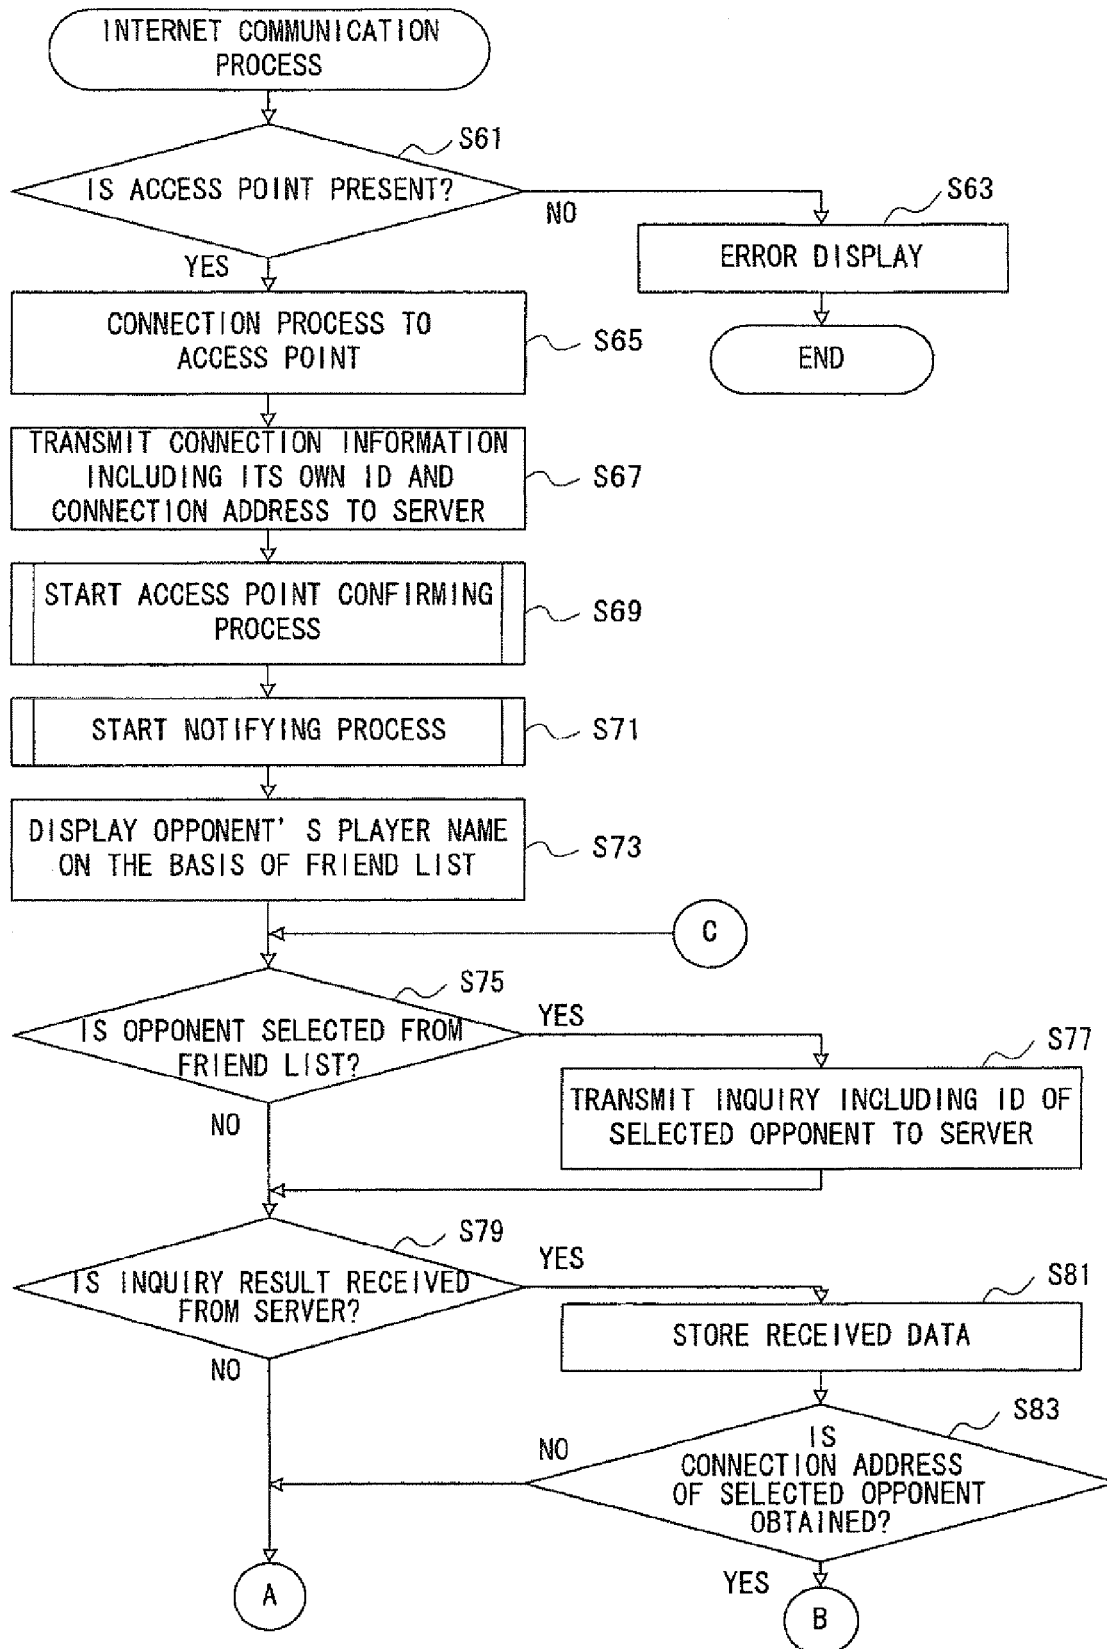 INTERNET COMMUNICATION
PROCESS
S61
IS ACCESS POINT PRESENT?
NO
YES
S63
ERROR DISPLAY
END
CONNECTION PROCESS TO
ACCESS POINT
S65
TRANSMIT CONNECTION INFORMATION
INCLUDING ITS OWN ID AND
CONNECTION ADDRESS TO SERVER
S67
START ACCESS POINT CONFIRMING
PROCESS
S69
START NOTIFYING PROCESS
S71
DISPLAY OPPONENT'S PLAYER NAME
ON THE BASIS OF FRIEND LIST
S73
C
S75
IS OPPONENT SELECTED FROM
FRIEND LIST?
YES
NO
S77
TRANSMIT INQUIRY INCLUDING ID OF
SELECTED OPPONENT TO SERVER
S79
IS INQUIRY RESULT RECEIVED
FROM SERVER?
YES
NO
S81
STORE RECEIVED DATA
S83
IS
CONNECTION ADDRESS
OF SELECTED OPPONENT
OBTAINED?
NO
YES
A
B